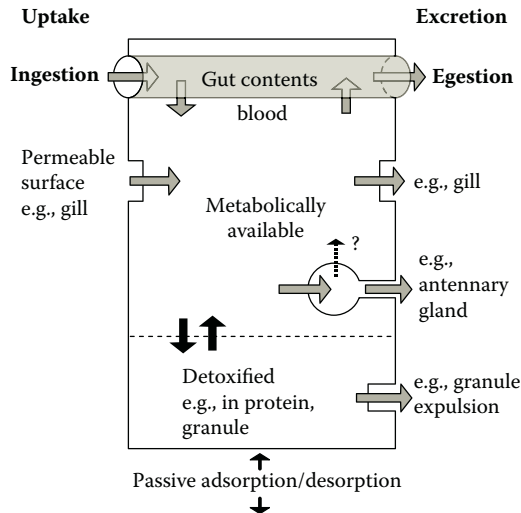 Uptake
Excretion
Ingestion
Gut contents
Egestion
blood
Permeable
surface
e.g., gill
e.g., gill
Metabolically
available
?
e.g.,
antennary
gland
Detoxified
e.g., in protein,
granule
e.g., granule
expulsion
Passive adsorption/desorption